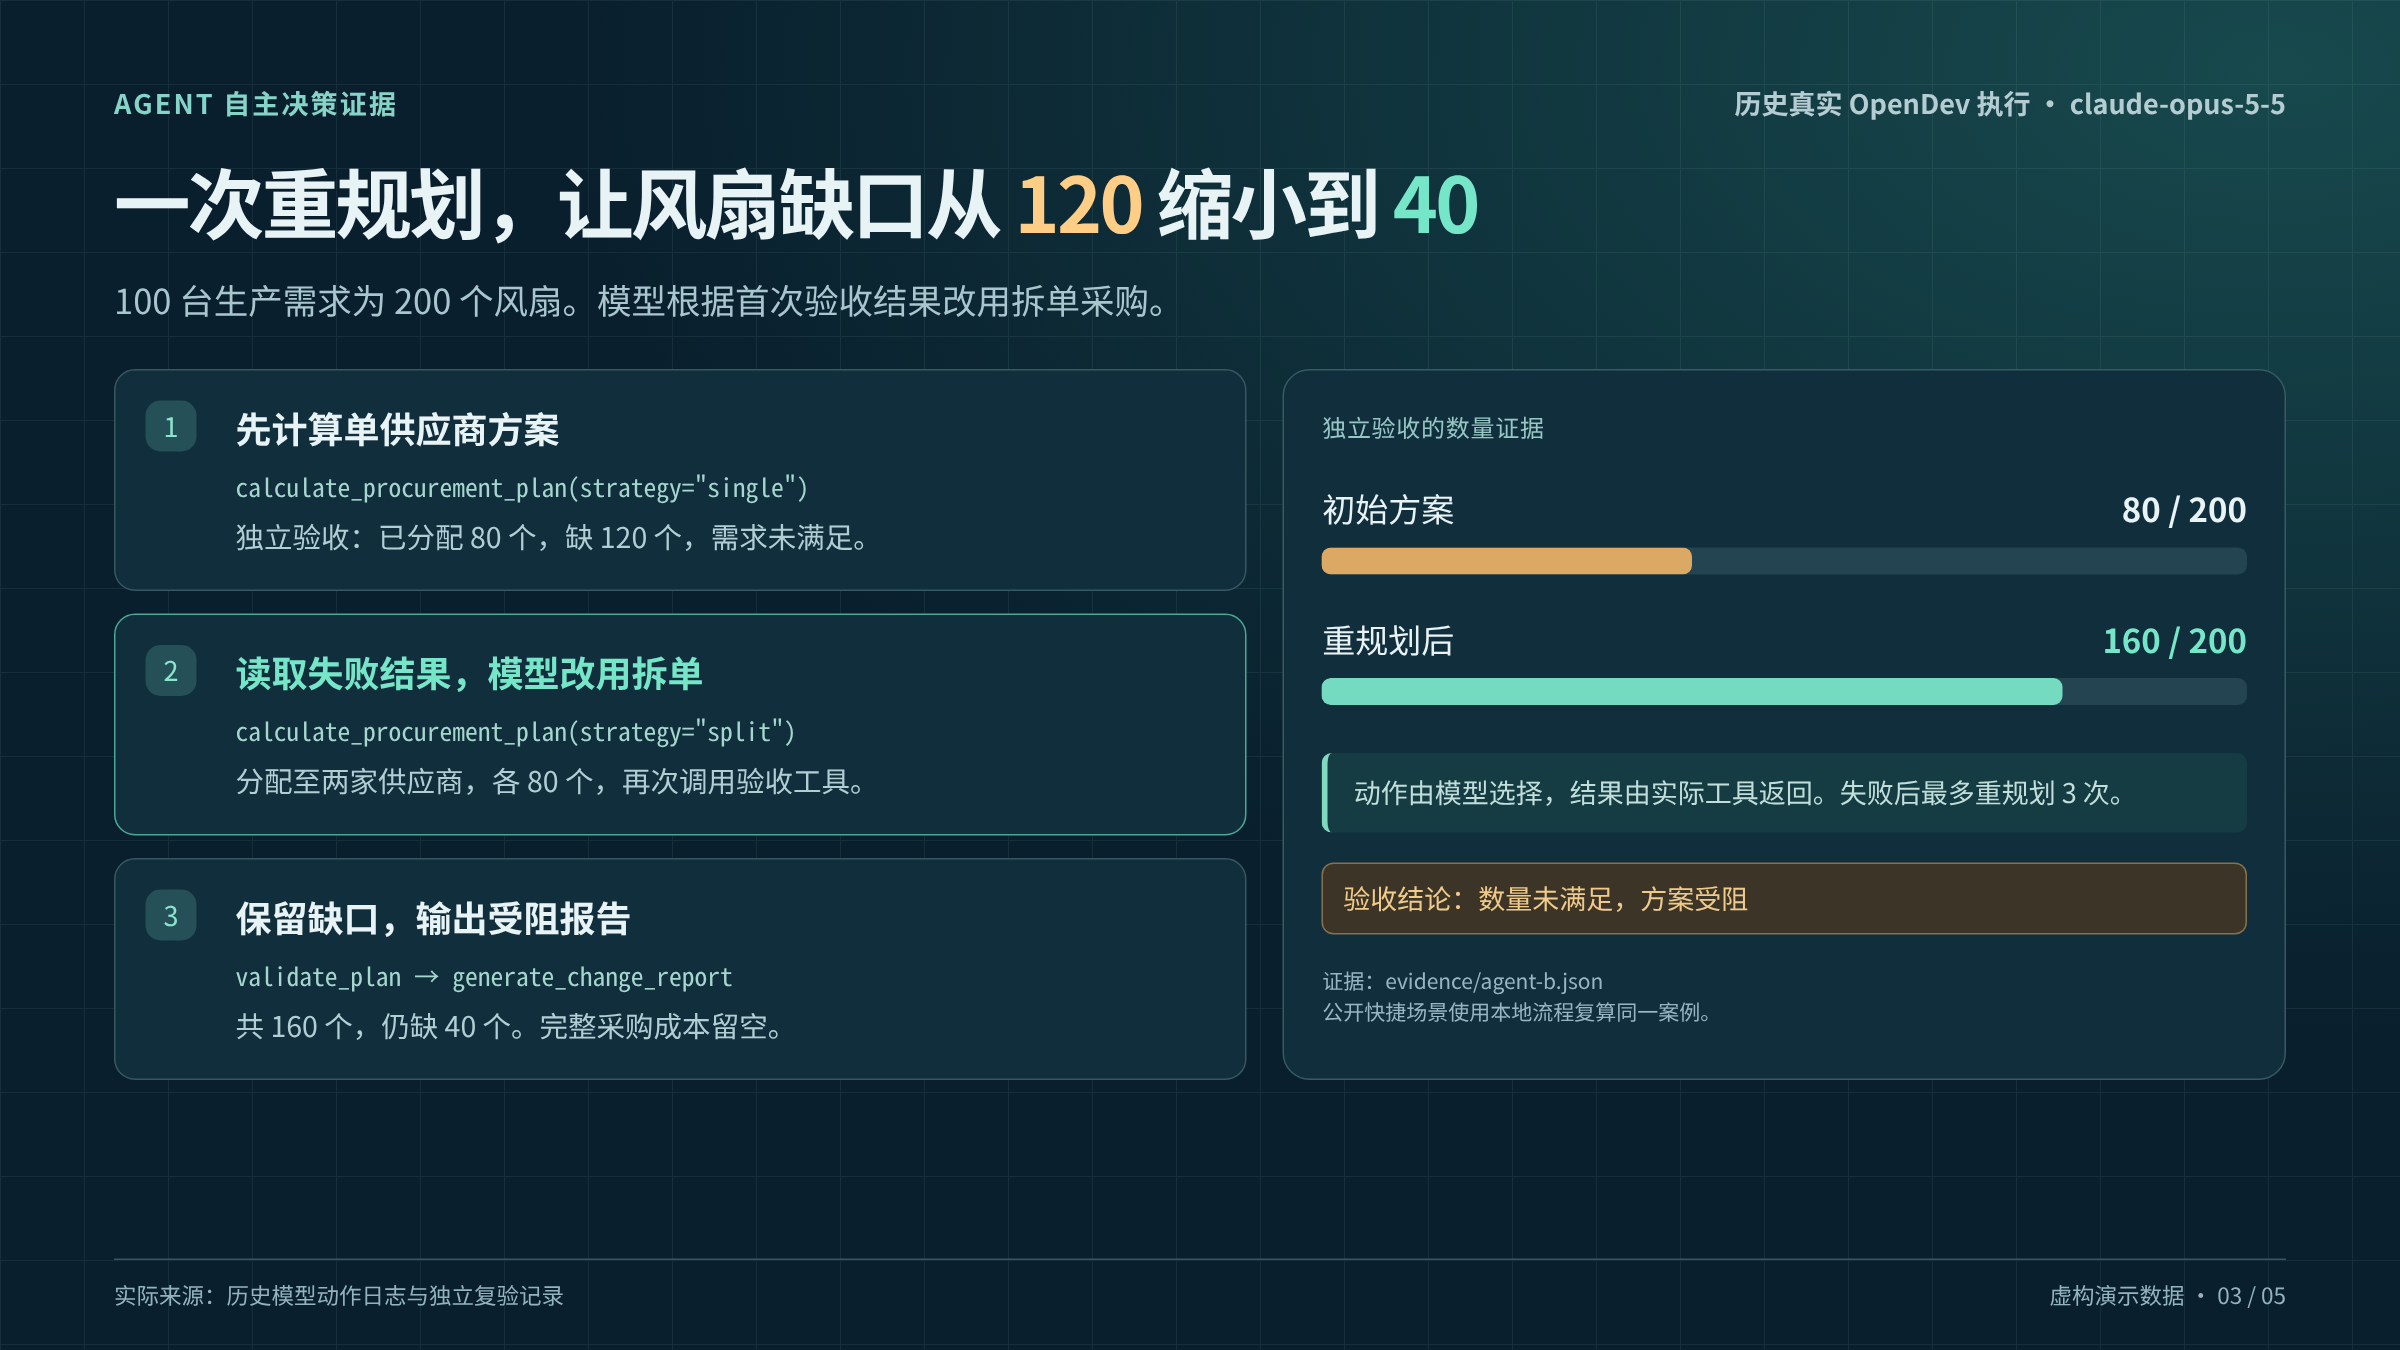 AGENT 自主决策证据
历史真实 OpenDev 执行 • claude-opus-5-5
一次重规划，让风扇缺口从 120 缩小到 40
100 台生产需求为 200 个风扇。模型根据首次验收结果改用拆单采购。
1
先计算单供应商方案
calculate_procurement_plan(strategy="single")
独立验收：已分配 80 个，缺 120 个，需求未满足。
2
读取失败结果，模型改用拆单
calculate_procurement_plan(strategy="split")
分配至两家供应商，各 80 个，再次调用验收工具。
3
保留缺口，输出受阻报告
validate_plan → generate_change_report
共 160 个，仍缺 40 个。完整采购成本留空。
独立验收的数量证据
初始方案 80 / 200
重规划后 160 / 200
动作由模型选择，结果由实际工具返回。失败后最多重规划 3 次。
验收结论：数量未满足，方案受阻
证据：evidence/agent-b.json
公开快捷场景使用本地流程复算同一案例。
实际来源：历史模型动作日志与独立复验记录
虚构演示数据 • 03 / 05